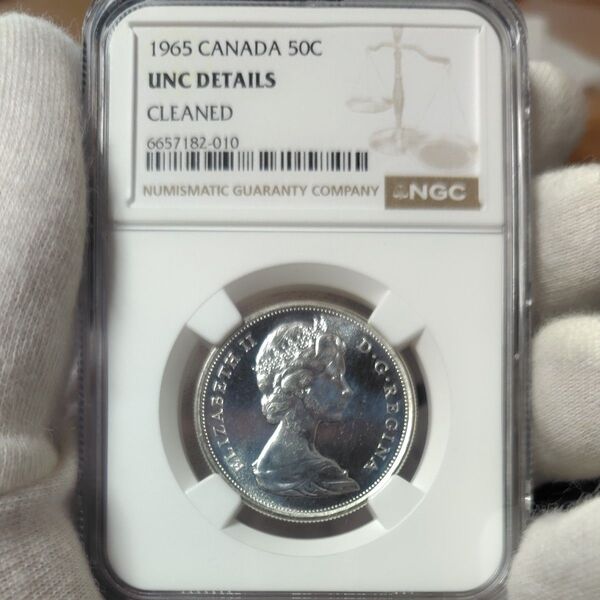 1965 CANADA 50C
UNC DETAILS
CLEANED
6657182-010
NUMISMATIC GUARANTY COMPANY
NGC
ELIZABETH II D·G·REGINA